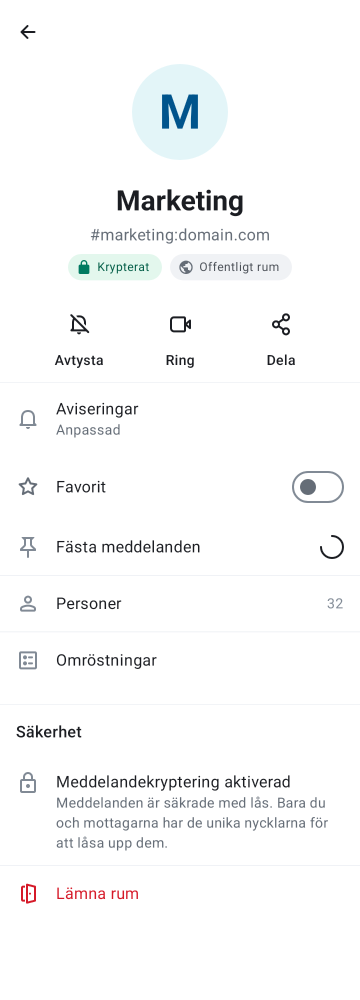 M
Marketing
#marketing:domain.com
Krypterat
Offentligt rum
Avtysta
Ring
Dela
Aviseringar
Anpassad
Favorit
Fästa meddelanden
Personer
32
Omröstningar
Säkerhet
Meddelandekryptering aktiverad
Meddelanden är säkrade med lås. Bara du
och mottagarna har de unika nycklarna för
att låsa upp dem.
Lämna rum